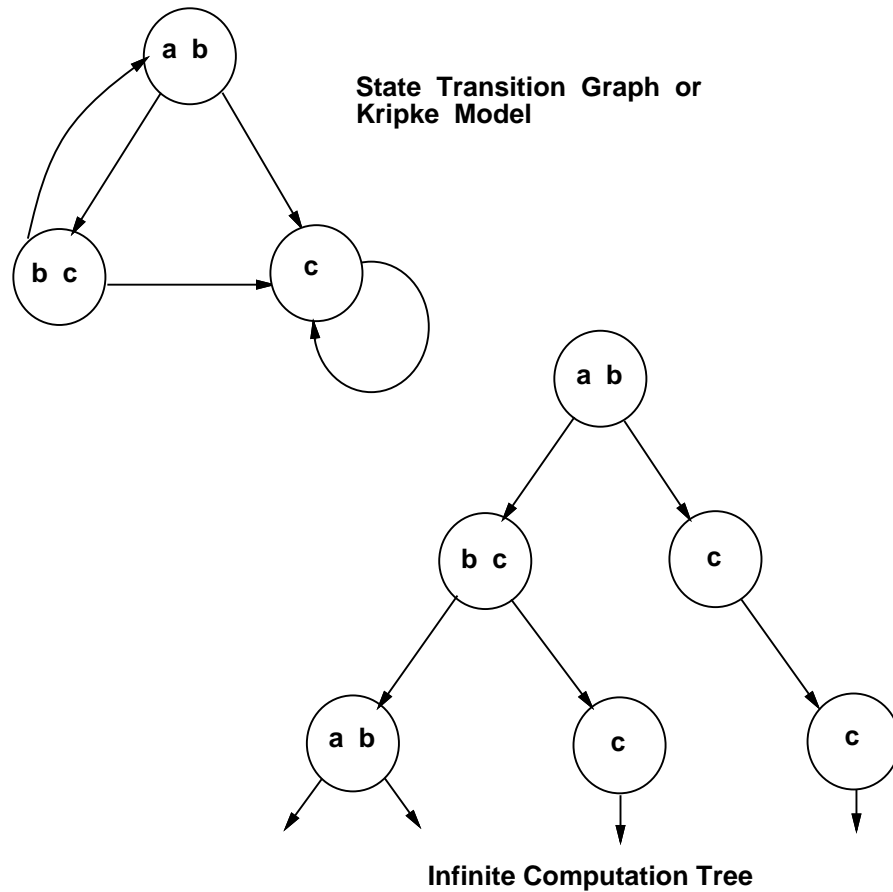 a b
State Transition Graph or
Kripke Model
b c
c
a b
b c
c
a b
c
c
Infinite Computation Tree